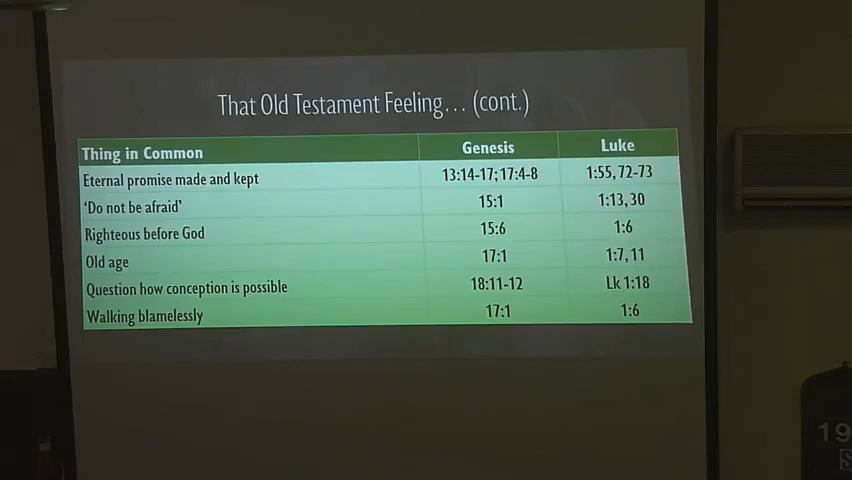 That Old Testament Feeling... (cont.)
Thing in Common Genesis Luke
Eternal promise made and kept 13:14-17; 17:4-8 1:55, 72-73
'Do not be afraid' 15:1 1:13, 30
Righteous before God 15:6 1:6
Old age 17:1 1:7, 11
Question how conception is possible 18:11-12 Lk 1:18
Walking blamelessly 17:1 1:6
19
S